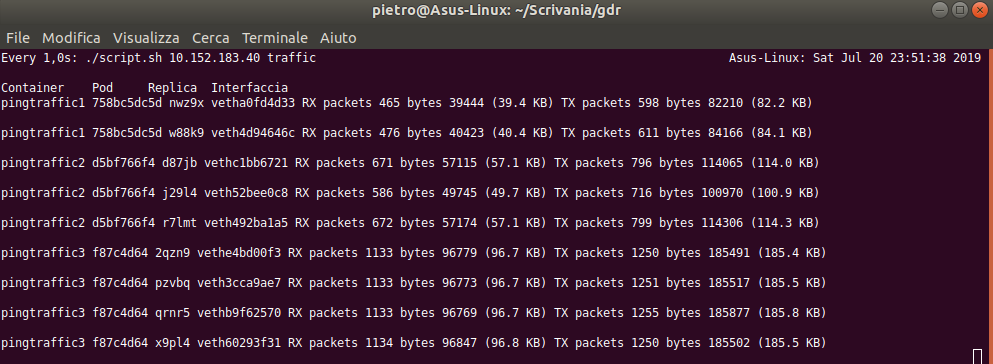 pietro@Asus-Linux: ~/Scrivania/gdr
File Modifica Visualizza Cerca Terminale Aiuto
Every 1,0s: ./script.sh 10.152.183.40 traffic Asus-Linux: Sat Jul 20 23:51:38 2019
Container Pod Replica Interfaccia
pingtraffic1 758bc5dc5d nwz9x vetha0fd4d33 RX packets 465 bytes 39444 (39.4 KB) TX packets 598 bytes 82210 (82.2 KB)
pingtraffic1 758bc5dc5d w88k9 veth4d94646c RX packets 476 bytes 40423 (40.4 KB) TX packets 611 bytes 84166 (84.1 KB)
pingtraffic2 d5bf766f4 d87jb vethc1bb6721 RX packets 671 bytes 57115 (57.1 KB) TX packets 796 bytes 114065 (114.0 KB)
pingtraffic2 d5bf766f4 j29l4 veth52bee0c8 RX packets 586 bytes 49745 (49.7 KB) TX packets 716 bytes 100970 (100.9 KB)
pingtraffic2 d5bf766f4 r7lmt veth492ba1a5 RX packets 672 bytes 57174 (57.1 KB) TX packets 799 bytes 114306 (114.3 KB)
pingtraffic3 f87c4d64 2qzn9 vethe4bd00f3 RX packets 1133 bytes 96779 (96.7 KB) TX packets 1250 bytes 185491 (185.4 KB)
pingtraffic3 f87c4d64 pzvbq veth3cca9ae7 RX packets 1133 bytes 96773 (96.7 KB) TX packets 1251 bytes 185517 (185.5 KB)
pingtraffic3 f87c4d64 qrnr5 vethb9f62570 RX packets 1133 bytes 96769 (96.7 KB) TX packets 1255 bytes 185877 (185.8 KB)
pingtraffic3 f87c4d64 x9pl4 veth60293f31 RX packets 1134 bytes 96847 (96.8 KB) TX packets 1250 bytes 185502 (185.5 KB)